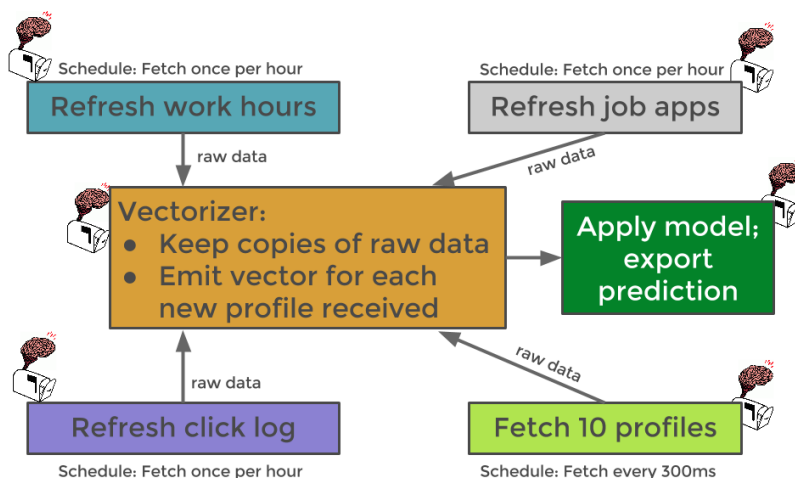 Schedule: Fetch once per hour
Refresh work hours
raw data
Schedule: Fetch once per hour
Refresh job apps
raw data
Vectorizer:
● Keep copies of raw data
● Emit vector for each
new profile received
Apply model;
export
prediction
raw data
Refresh click log
Schedule: Fetch once per hour
raw data
Fetch 10 profiles
Schedule: Fetch every 300ms